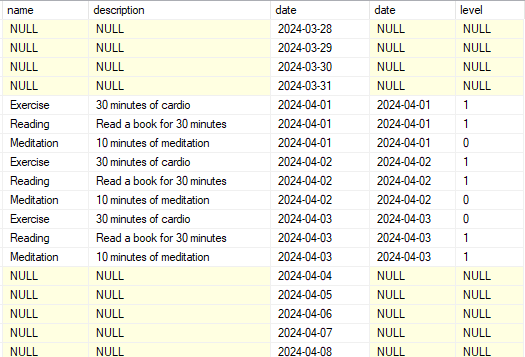 name description date date level
NULL NULL 2024-03-28 NULL NULL
NULL NULL 2024-03-29 NULL NULL
NULL NULL 2024-03-30 NULL NULL
NULL NULL 2024-03-31 NULL NULL
Exercise 30 minutes of cardio 2024-04-01 2024-04-01 1
Reading Read a book for 30 minutes 2024-04-01 2024-04-01 1
Meditation 10 minutes of meditation 2024-04-01 2024-04-01 0
Exercise 30 minutes of cardio 2024-04-02 2024-04-02 1
Reading Read a book for 30 minutes 2024-04-02 2024-04-02 1
Meditation 10 minutes of meditation 2024-04-02 2024-04-02 0
Exercise 30 minutes of cardio 2024-04-03 2024-04-03 0
Reading Read a book for 30 minutes 2024-04-03 2024-04-03 1
Meditation 10 minutes of meditation 2024-04-03 2024-04-03 1
NULL NULL 2024-04-04 NULL NULL
NULL NULL 2024-04-05 NULL NULL
NULL NULL 2024-04-06 NULL NULL
NULL NULL 2024-04-07 NULL NULL
NULL NULL 2024-04-08 NULL NULL